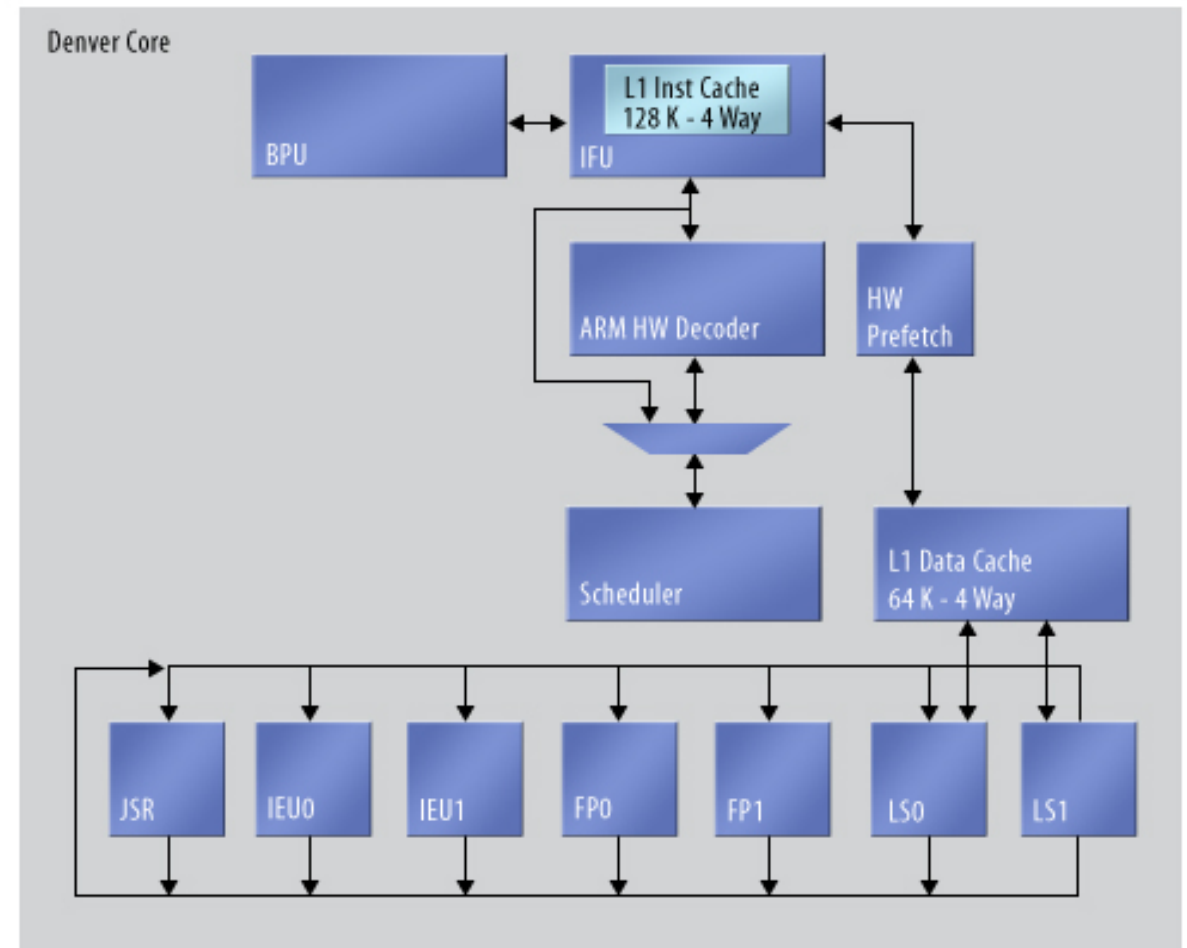 Denver Core
L1 Inst Cache
128 K - 4 Way
BPU
IFU
ARM HW Decoder
HW
Prefetch
Scheduler
L1 Data Cache
64 K - 4 Way
JSR
IEU0
IEU1
FP0
FP1
LS0
LS1